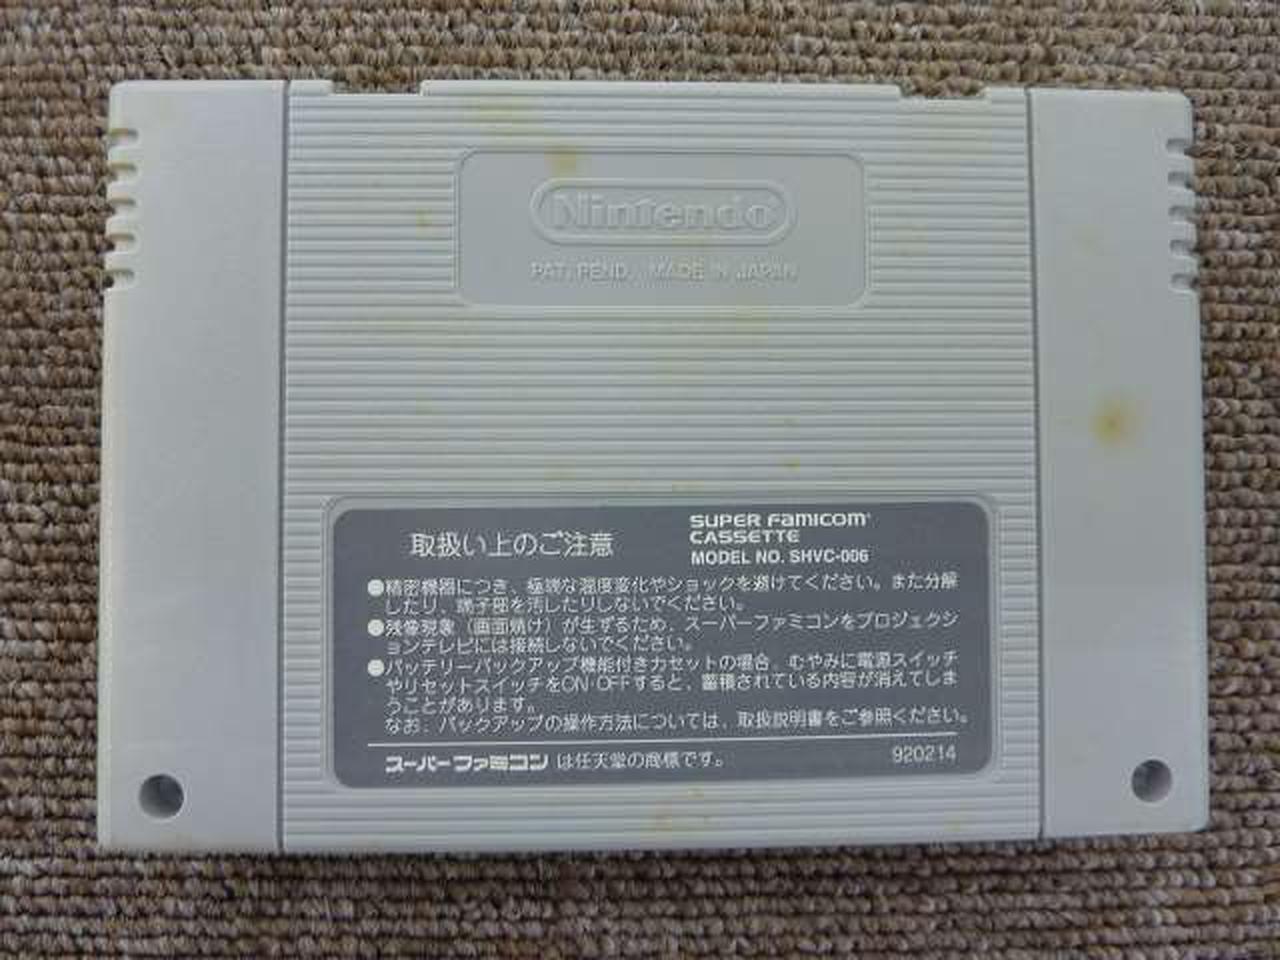 Nintendo
PAT. PEND. MADE IN JAPAN
取扱い上のご注意
SUPER FAMICOM
CASSETTE
MODEL NO. SHVC-006
●精密機器につき、極端な温度変化やショックを避けてください。また分解
したり、端子部を汚したりしないでください。
●残像現象（画面焼け）が生ずるため、スーパーファミコンをプロジェクシ
ョンテレビには接続しないでください。
●バッテリーバックアップ機能付きカセットの場合、むやみに電源スイッチ
やリセットスイッチをON・OFFすると、蓄積されている内容が消えてしま
うことがあります。
なお、バックアップの操作方法については、取扱説明書をご参照ください。
スーパーファミコン は任天堂の商標です。
920214